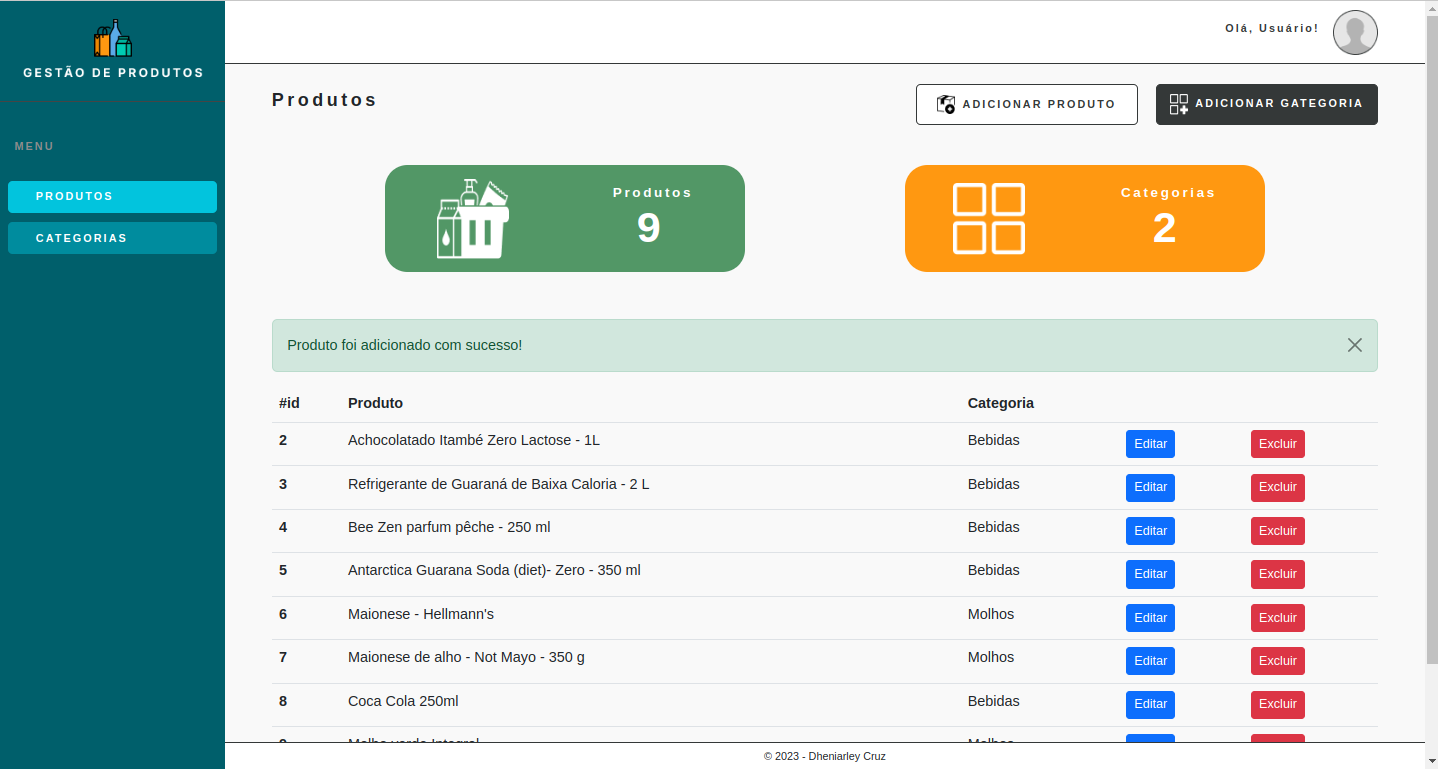 GESTÃO DE PRODUTOS
MENU
PRODUTOS
CATEGORIAS
Olá, Usuário!
Produtos
ADICIONAR PRODUTO
ADICIONAR GATEGORIA
Produtos
9
Categorias
2
Produto foi adicionado com sucesso!
#id Produto Categoria
2 Achocolatado Itambé Zero Lactose - 1L Bebidas Editar Excluir
3 Refrigerante de Guaraná de Baixa Caloria - 2 L Bebidas Editar Excluir
4 Bee Zen parfum pêche - 250 ml Bebidas Editar Excluir
5 Antarctica Guarana Soda (diet)- Zero - 350 ml Bebidas Editar Excluir
6 Maionese - Hellmann's Molhos Editar Excluir
7 Maionese de alho - Not Mayo - 350 g Molhos Editar Excluir
8 Coca Cola 250ml Bebidas Editar Excluir
© 2023 - Dheniarley Cruz